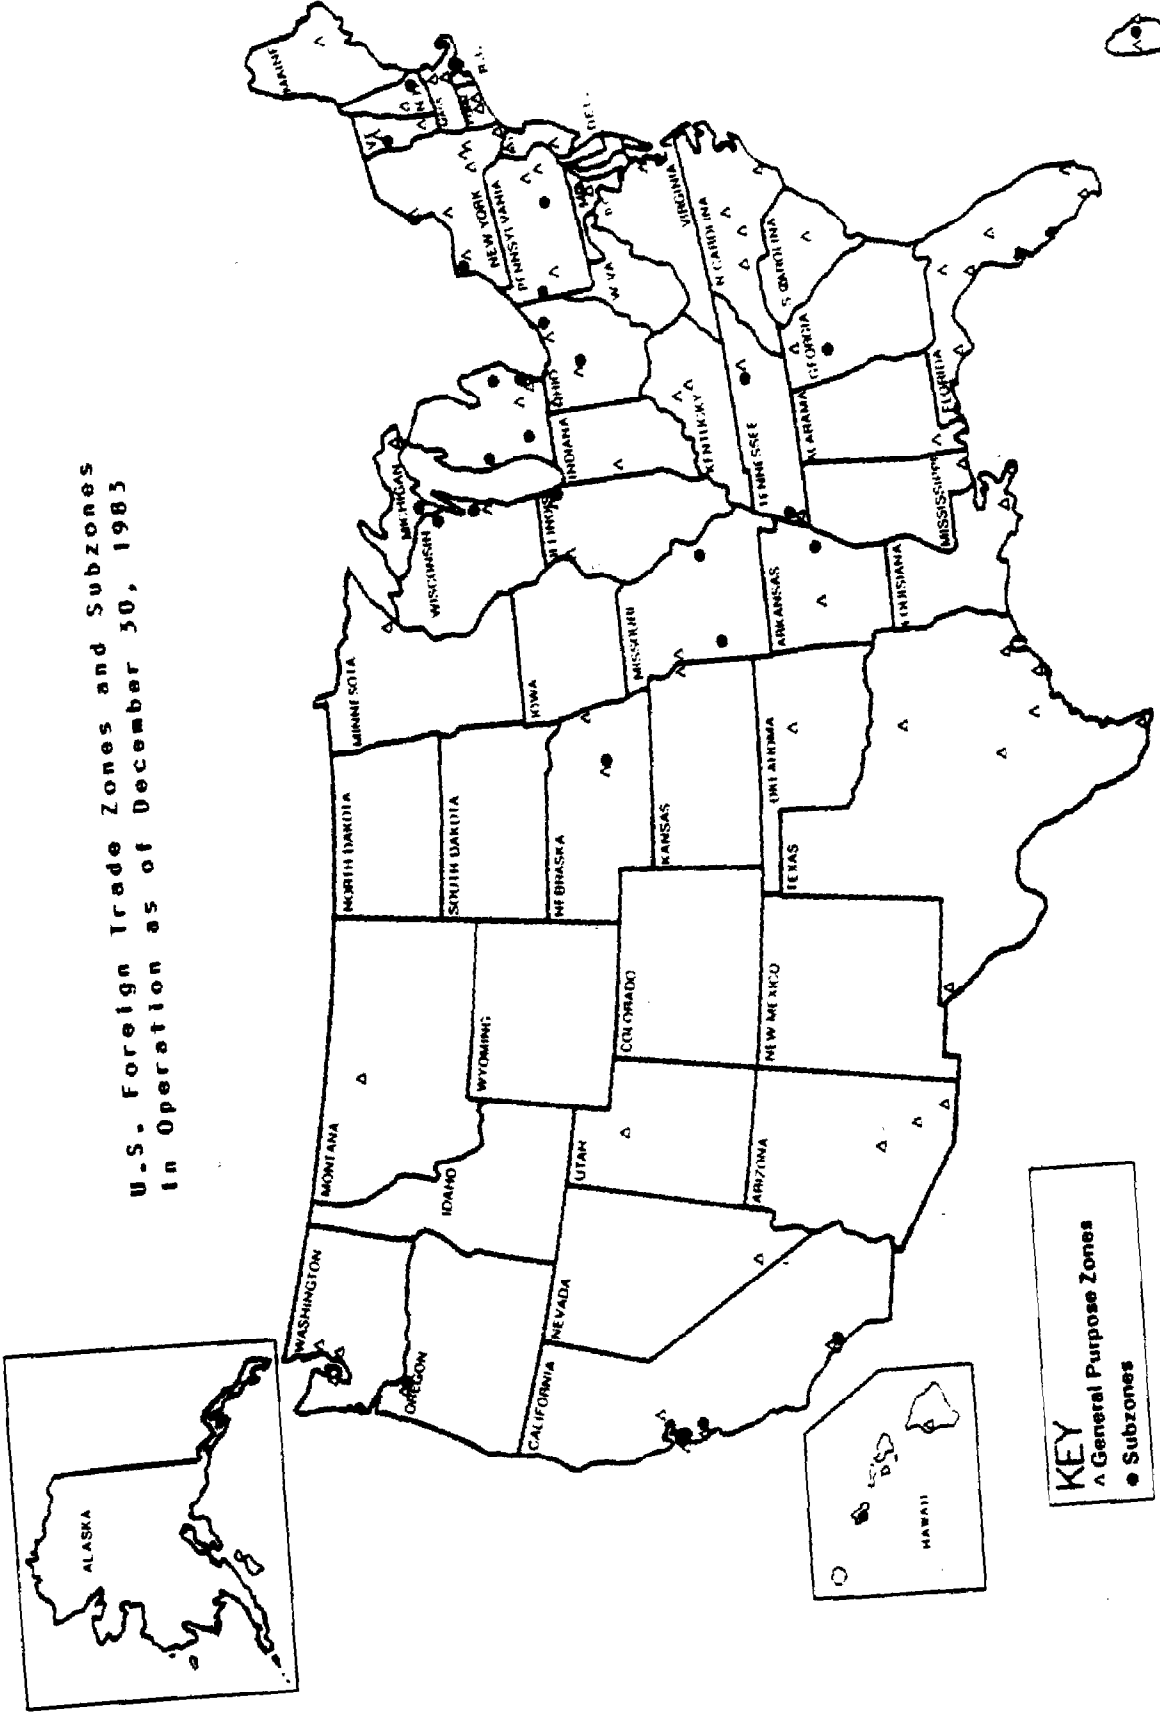 U.S. Foreign Trade Zones and Subzones
in Operation as of December 30, 1983
ALASKA
WASHINGTON
OREGON
CALIFORNIA
NEVADA
IDAHO
MONTANA
WYOMING
UTAH
ARIZONA
COLORADO
NEW MEXICO
NORTH DAKOTA
SOUTH DAKOTA
NEBRASKA
KANSAS
OKLAHOMA
TEXAS
MINNESOTA
IOWA
MISSOURI
ARKANSAS
LOUISIANA
WISCONSIN
MICHIGAN
ILLINOIS
INDIANA
OHIO
KENTUCKY
TENNESSEE
MISSISSIPPI
ALABAMA
GEORGIA
FLORIDA
S CAROLINA
N CAROLINA
VIRGINIA
W VA
PENNSYLVANIA
NEW YORK
MD
DEL.
R.I.
VT
N.H.
MAINE
HAWAII
KEY
General Purpose Zones
Subzones